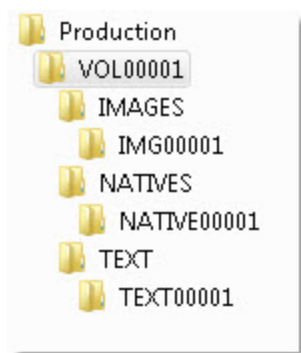 Production
VOL00001
IMAGES
IMG00001
NATIVES
NATIVE00001
TEXT
TEXT00001